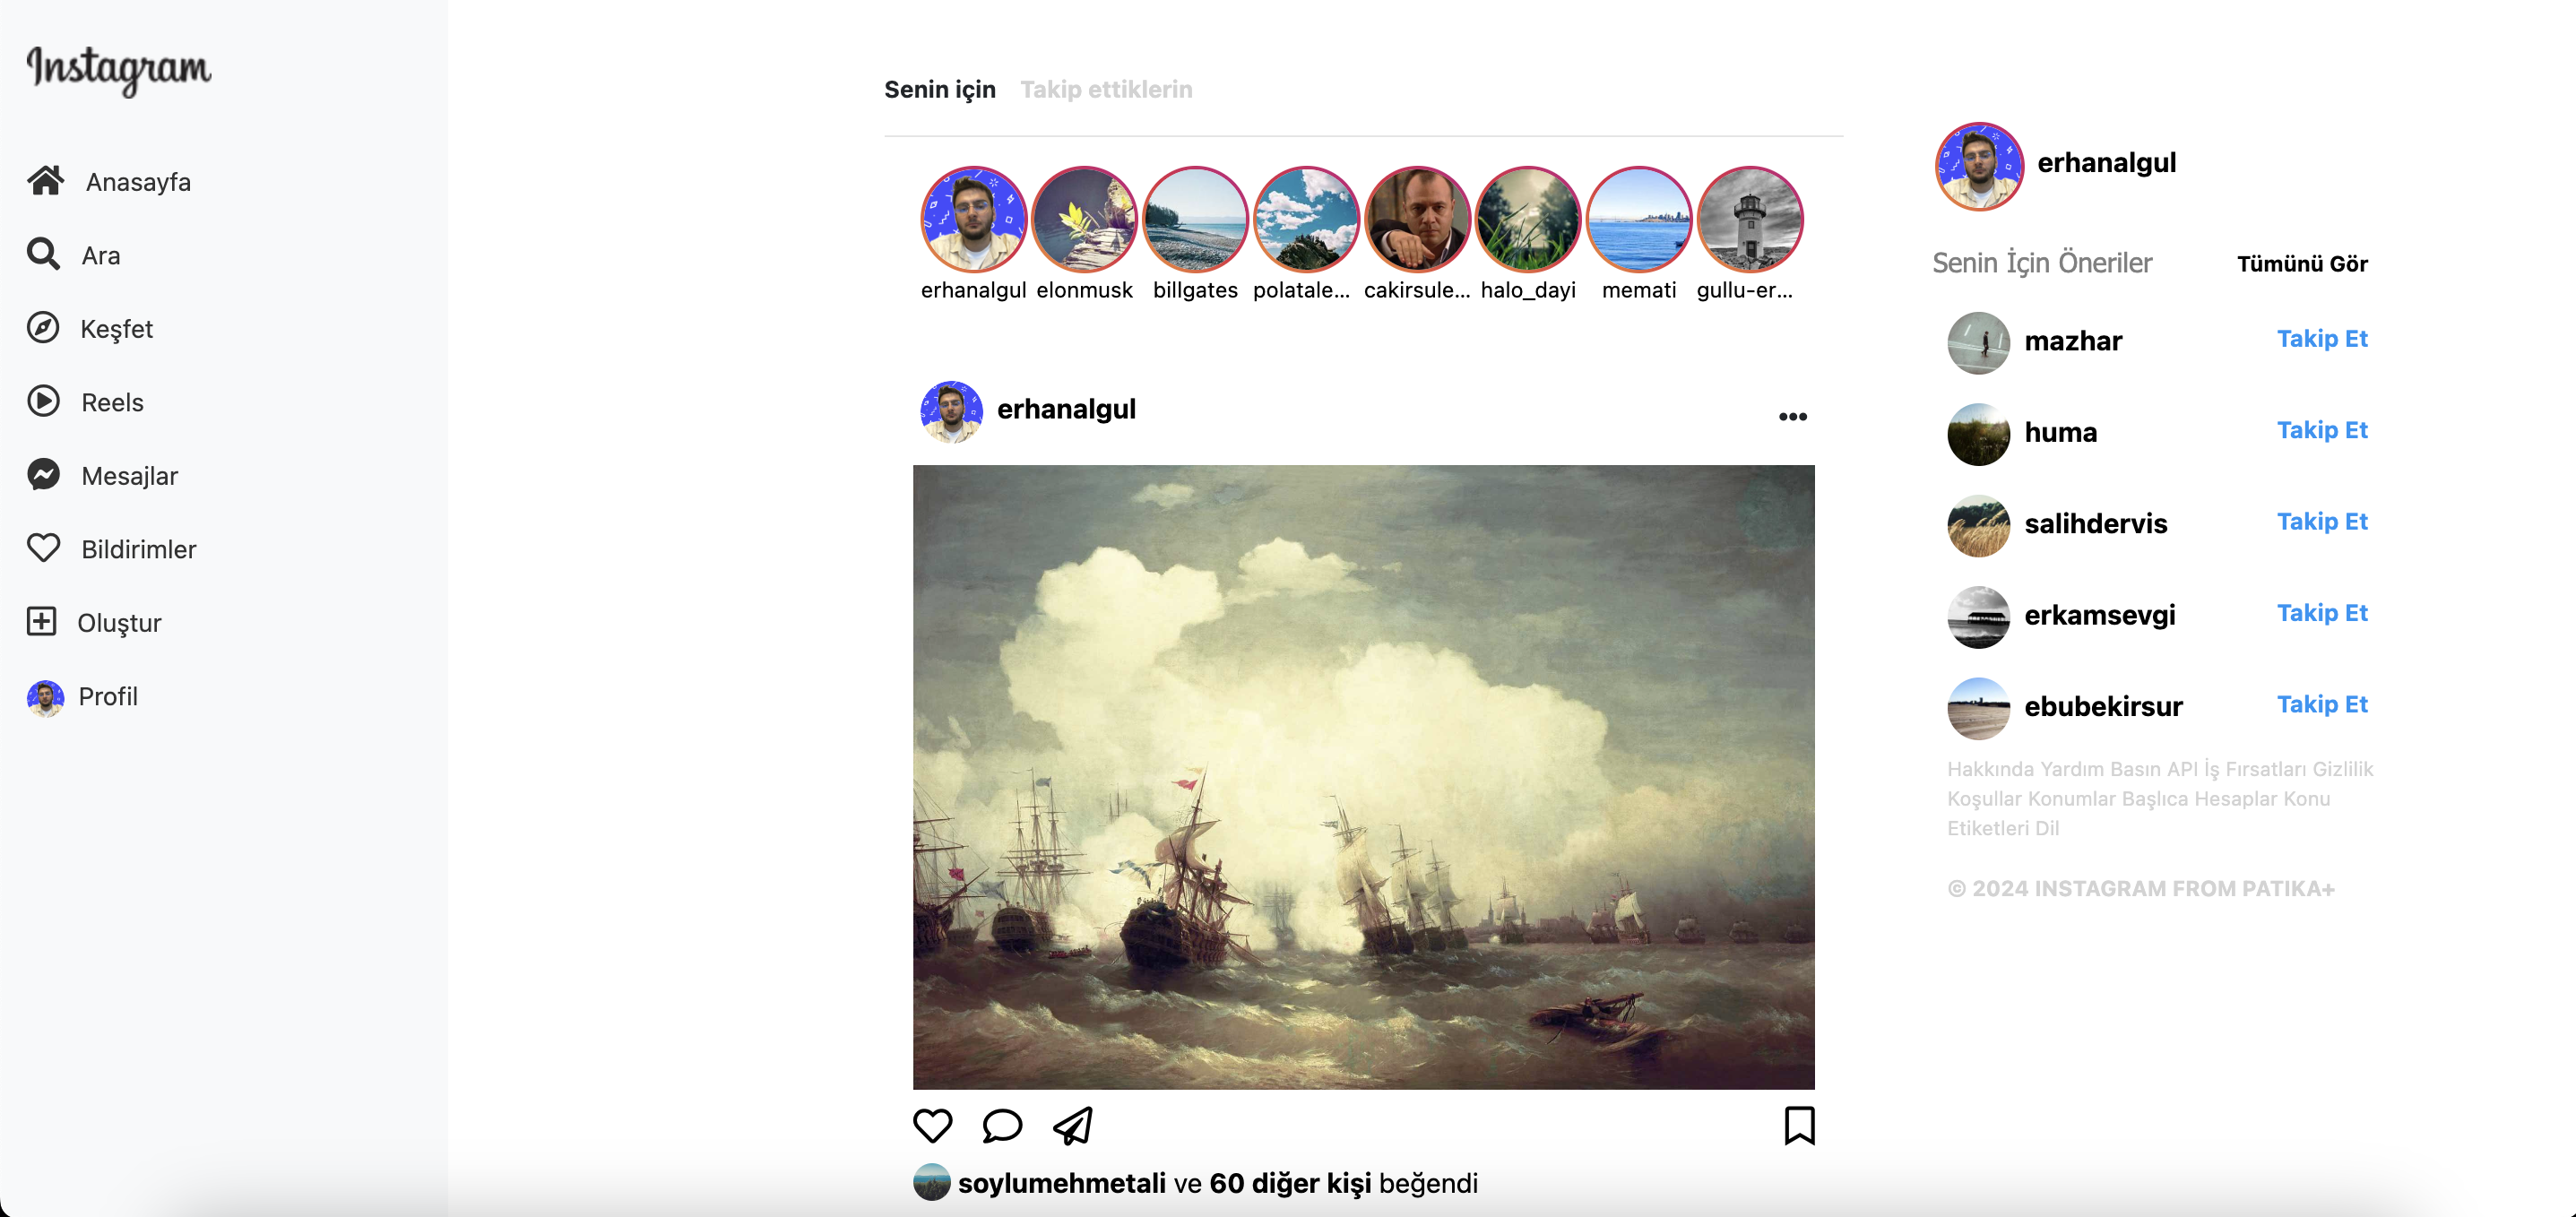 Instagram
Anasayfa
Ara
Keşfet
Reels
Mesajlar
Bildirimler
Oluştur
Profil
Senin için Takip ettiklerin
erhanalgul elonmusk billgates polatale... cakirsule... halo_dayi memati gullu-er...
erhanalgul
soylumehmetali ve 60 diğer kişi beğendi
erhanalgul
Senin İçin Öneriler Tümünü Gör
mazhar Takip Et
huma Takip Et
salihdervis Takip Et
erkamsevgi Takip Et
ebubekirsur Takip Et
Hakkında Yardım Basın API İş Fırsatları Gizlilik
Koşullar Konumlar Başlıca Hesaplar Konu
Etiketleri Dil
© 2024 INSTAGRAM FROM PATIKA+